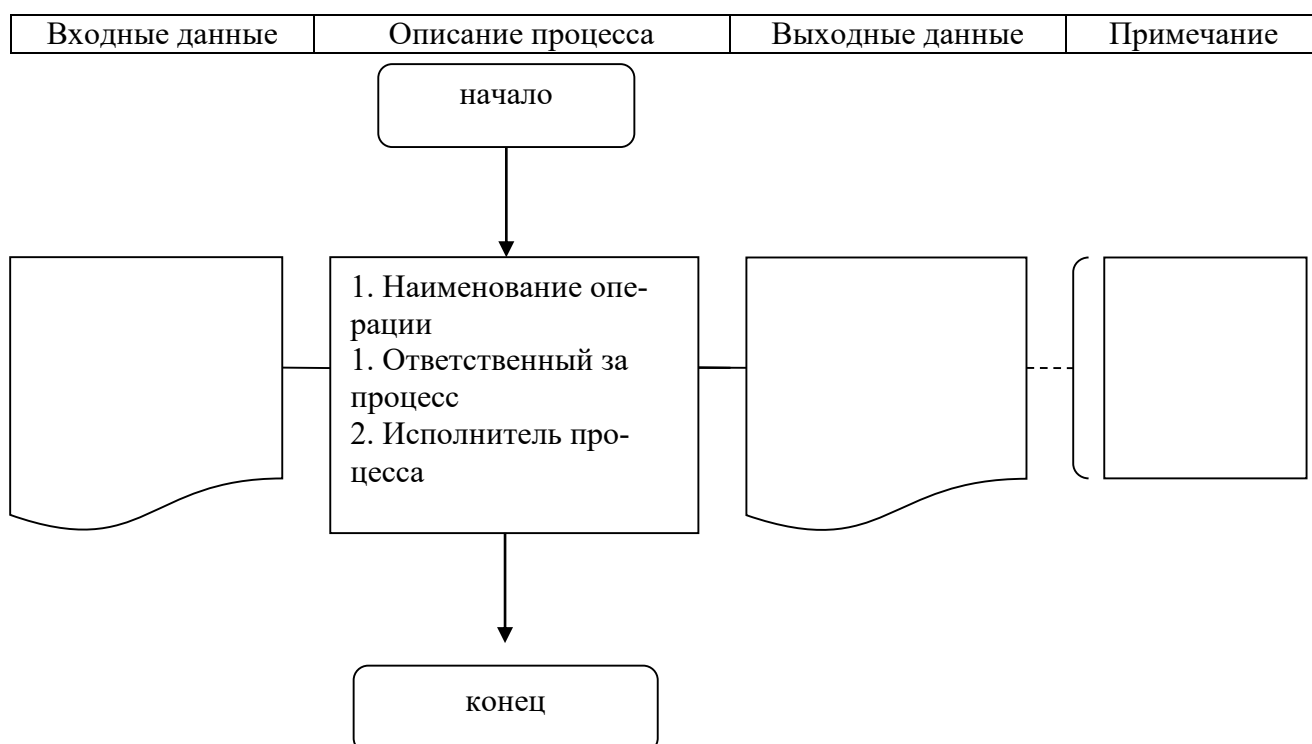 Входные данные
Описание процесса
Выходные данные
Примечание
начало
1. Наименование опе-
рации
1. Ответственный за
процесс
2. Исполнитель про-
цесса
конец